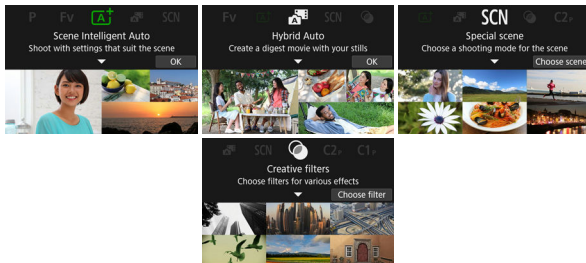 P Fv A+ SCN
Scene Intelligent Auto
Shoot with settings that suit the scene
OK
Fv A+ SCN
Hybrid Auto
Create a digest movie with your stills
OK
A+ SCN C2
Special scene
Choose a shooting mode for the scene
Choose scene
SCN C2 C1
Creative filters
Choose filters for various effects
Choose filter